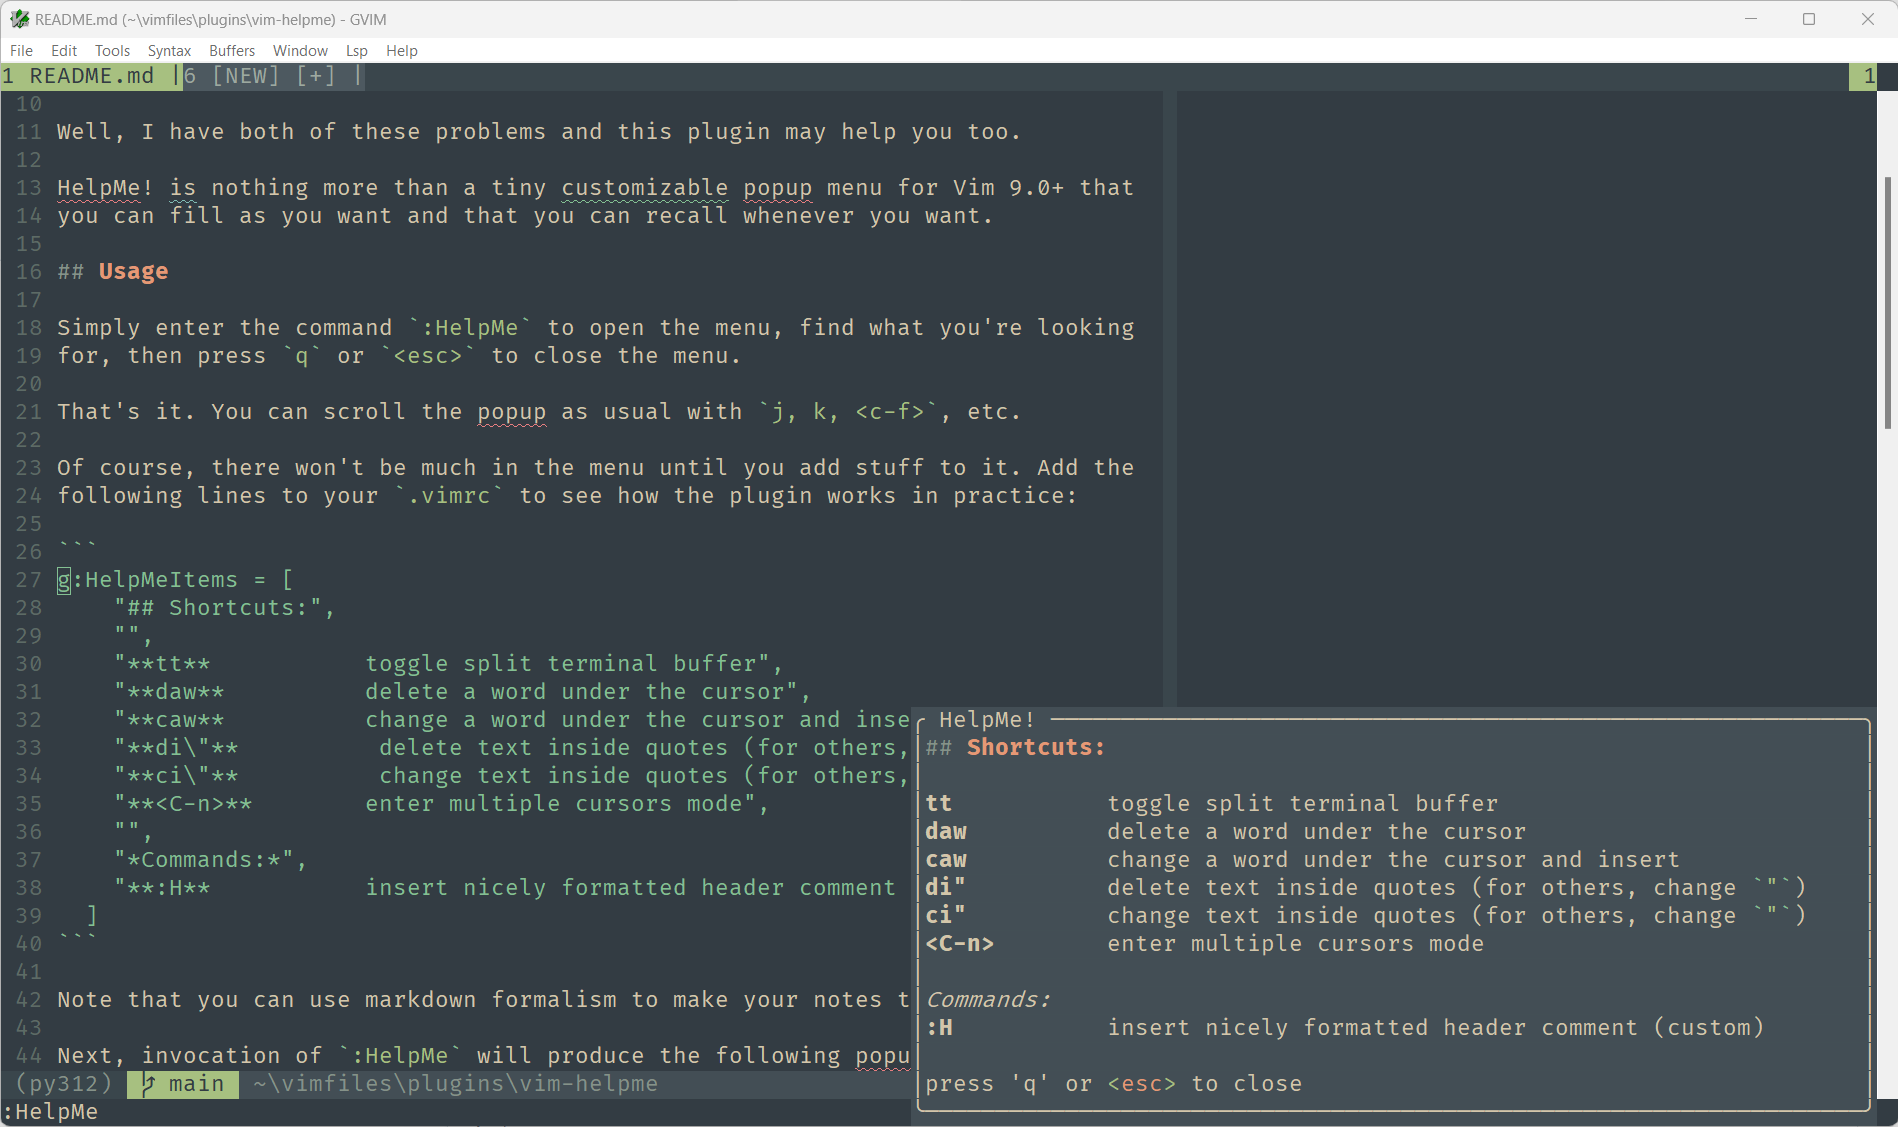 README.md (~\vimfiles\plugins\vim-helpme) - GVIM
File Edit Tools Syntax Buffers Window Lsp Help
1 README.md |6 [NEW] [+] | 1
10
11 Well, I have both of these problems and this plugin may help you too.
12
13 HelpMe! is nothing more than a tiny customizable popup menu for Vim 9.0+ that
14 you can fill as you want and that you can recall whenever you want.
15
16 ## Usage
17
18 Simply enter the command `:HelpMe` to open the menu, find what you're looking
19 for, then press `q` or `<esc>` to close the menu.
20
21 That's it. You can scroll the popup as usual with `j, k, <c-f>`, etc.
22
23 Of course, there won't be much in the menu until you add stuff to it. Add the
24 following lines to your `.vimrc` to see how the plugin works in practice:
25
26 ```
27 g:HelpMeItems = [
28 "## Shortcuts:",
29 "",
30 "**tt** toggle split terminal buffer",
31 "**daw** delete a word under the cursor",
32 "**caw** change a word under the cursor and inse
33 "**di\"** delete text inside quotes (for others,
34 "**ci\"** change text inside quotes (for others,
35 "**<C-n>** enter multiple cursors mode",
36 "",
37 "*Commands:*",
38 "**:H** insert nicely formatted header comment
39 ]
40 ```
41
42 Note that you can use markdown formalism to make your notes t
43
44 Next, invocation of `:HelpMe` will produce the following popu
(py312) main ~\vimfiles\plugins\vim-helpme
:HelpMe
HelpMe!
## Shortcuts:
tt toggle split terminal buffer
daw delete a word under the cursor
caw change a word under the cursor and insert
di" delete text inside quotes (for others, change `"`)
ci" change text inside quotes (for others, change `"`)
<C-n> enter multiple cursors mode
Commands:
:H insert nicely formatted header comment (custom)
press 'q' or <esc> to close